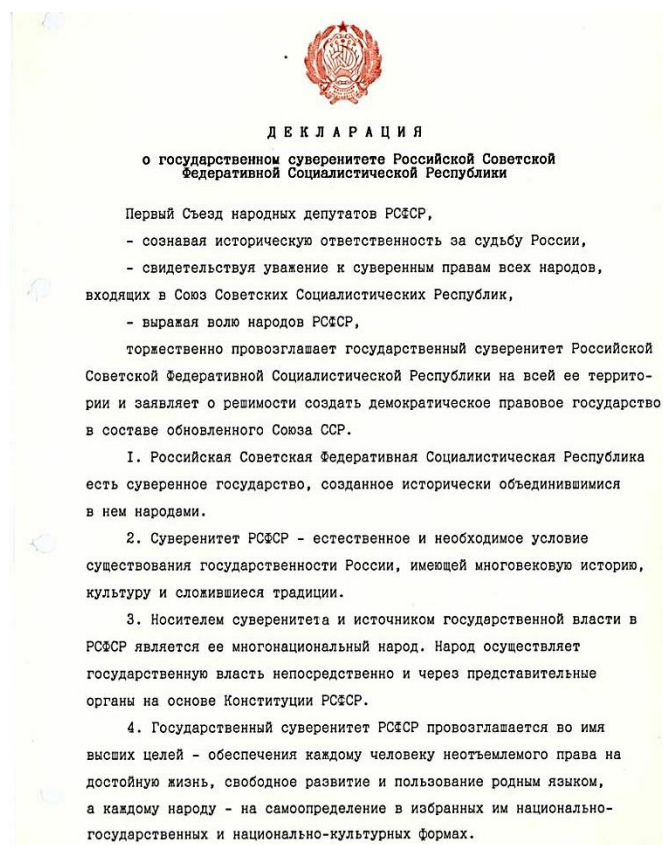 ДЕКЛАРАЦИЯ
о государственном суверенитете Российской Советской
Федеративной Социалистической Республики
Первый Съезд народных депутатов РСФСР,
- сознавая историческую ответственность за судьбу России,
- свидетельствуя уважение к суверенным правам всех народов,
входящих в Союз Советских Социалистических Республик,
- выражая волю народов РСФСР,
торжественно провозглашает государственный суверенитет Российской
Советской Федеративной Социалистической Республики на всей ее террито-
рии и заявляет о решимости создать демократическое правовое государство
в составе обновленного Союза ССР.
I. Российская Советская Федеративная Социалистическая Республика
есть суверенное государство, созданное исторически объединившимися
в нем народами.
2. Суверенитет РСФСР - естественное и необходимое условие
существования государственности России, имеющей многовековую историю,
культуру и сложившиеся традиции.
3. Носителем суверенитета и источником государственной власти в
РСФСР является ее многонациональный народ. Народ осуществляет
государственную власть непосредственно и через представительные
органы на основе Конституции РСФСР.
4. Государственный суверенитет РСФСР провозглашается во имя
высших целей - обеспечения каждому человеку неотъемлемого права на
достойную жизнь, свободное развитие и пользование родным языком,
а каждому народу - на самоопределение в избранных им национально-
государственных и национально-культурных формах.